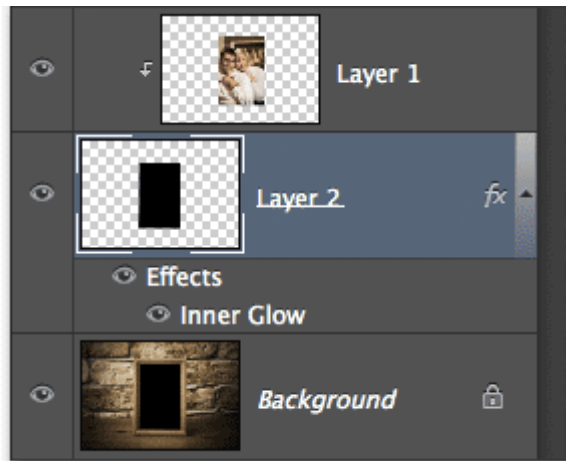 Layer 1
Layer 2
fx
Effects
Inner Glow
Background